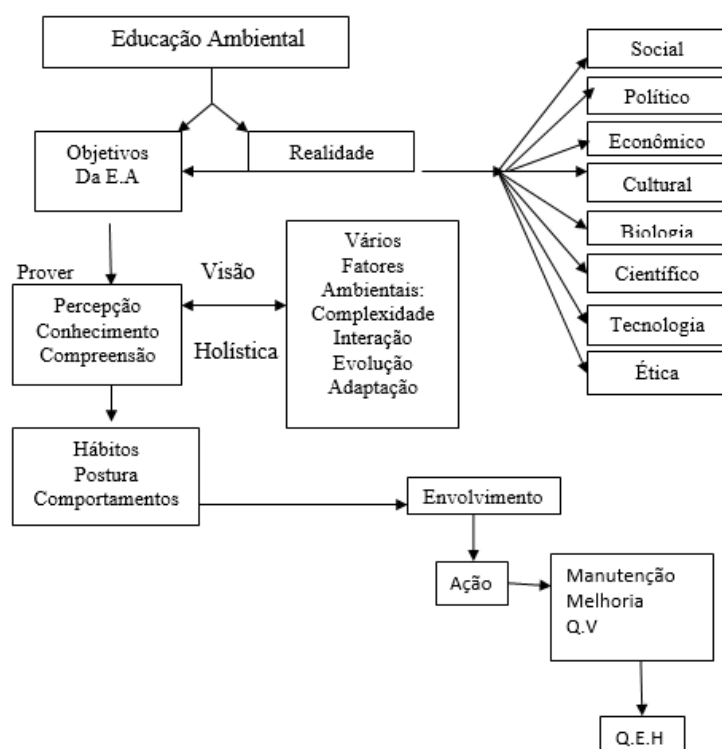 Educação Ambiental
Objetivos
Da E.A
Realidade
Social
Político
Econômico
Cultural
Biologia
Científico
Tecnologia
Ética
Prover
Percepção
Conhecimento
Compreensão
Visão
Holística
Vários
Fatores
Ambientais:
Complexidade
Interação
Evolução
Adaptação
Hábitos
Postura
Comportamentos
Envolvimento
Ação
Manutenção
Melhoria
Q.V
Q.E.H